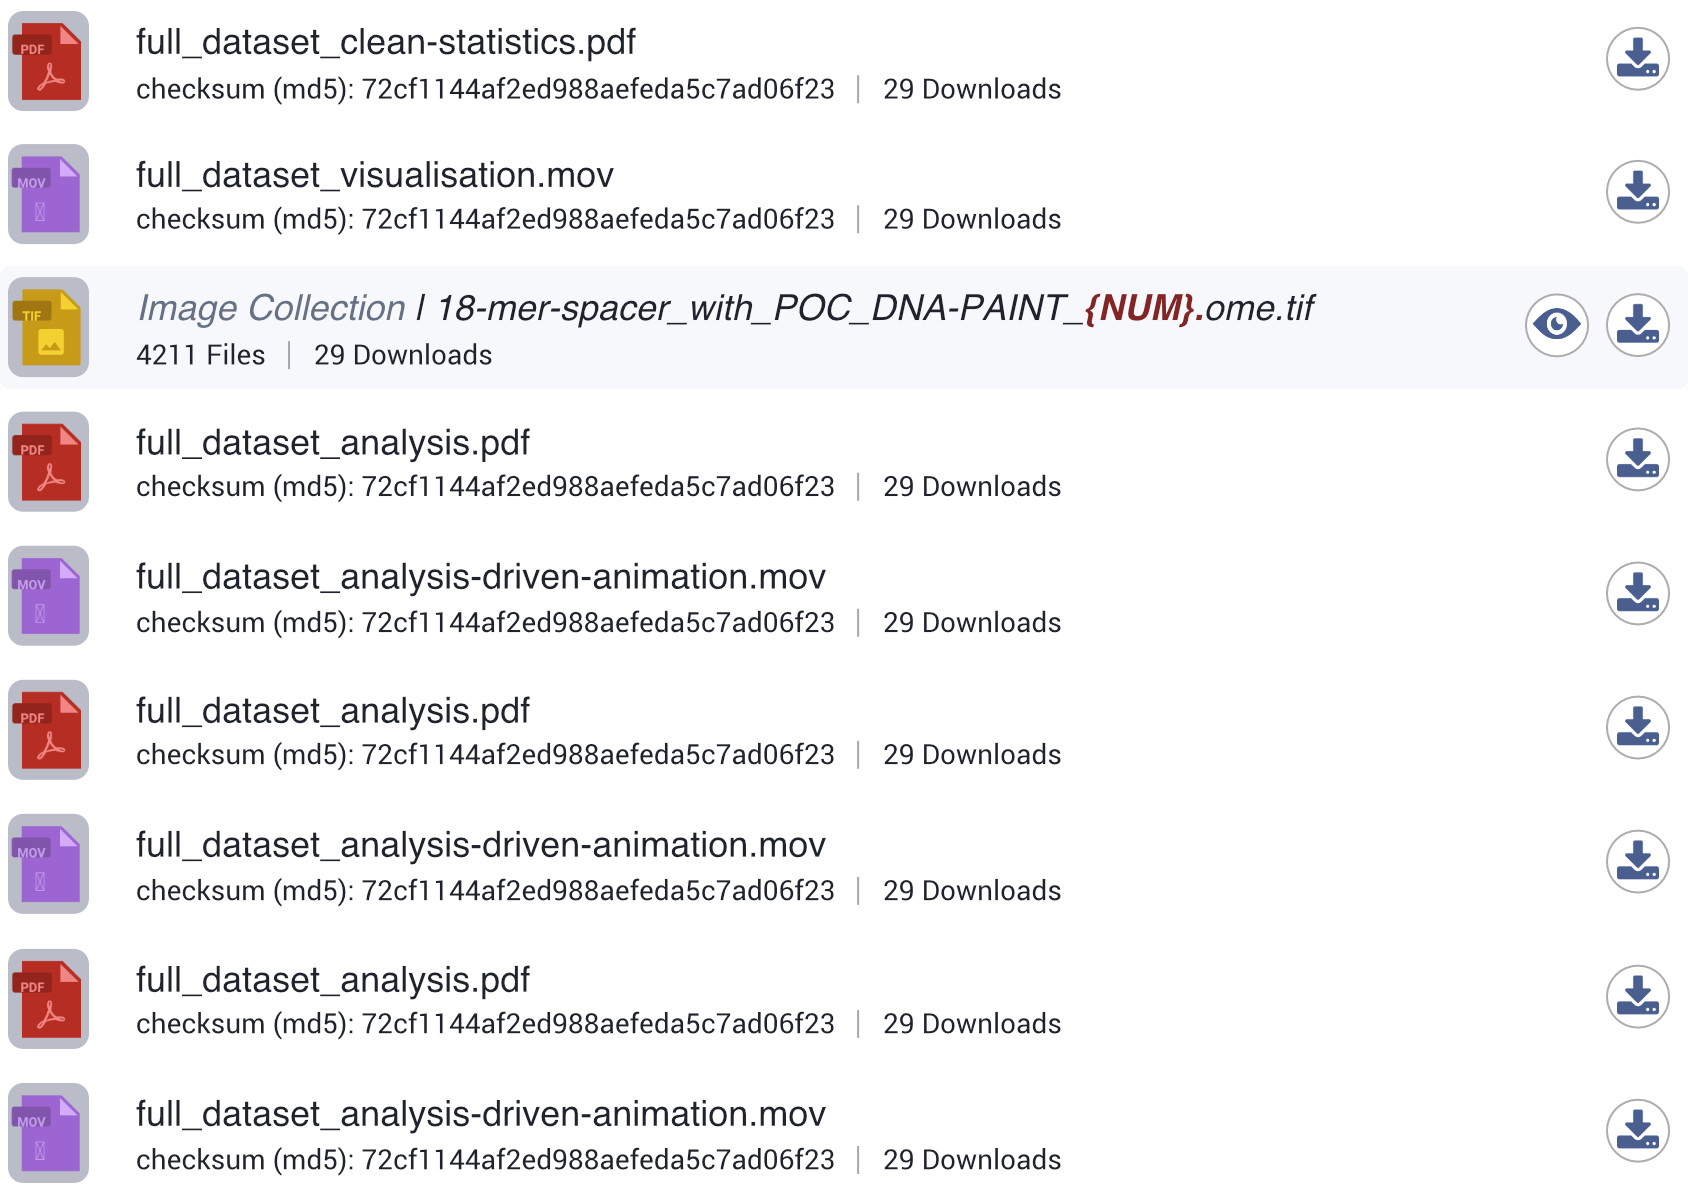 PDF
full_dataset_clean-statistics.pdf
checksum (md5): 72cf1144af2ed988aefeda5c7ad06f23 | 29 Downloads
MOV
full_dataset_visualisation.mov
checksum (md5): 72cf1144af2ed988aefeda5c7ad06f23 | 29 Downloads
TIF
Image Collection | 18-mer-spacer_with_POC_DNA-PAINT_{NUM}.ome.tif
4211 Files | 29 Downloads
PDF
full_dataset_analysis.pdf
checksum (md5): 72cf1144af2ed988aefeda5c7ad06f23 | 29 Downloads
MOV
full_dataset_analysis-driven-animation.mov
checksum (md5): 72cf1144af2ed988aefeda5c7ad06f23 | 29 Downloads
PDF
full_dataset_analysis.pdf
checksum (md5): 72cf1144af2ed988aefeda5c7ad06f23 | 29 Downloads
MOV
full_dataset_analysis-driven-animation.mov
checksum (md5): 72cf1144af2ed988aefeda5c7ad06f23 | 29 Downloads
PDF
full_dataset_analysis.pdf
checksum (md5): 72cf1144af2ed988aefeda5c7ad06f23 | 29 Downloads
MOV
full_dataset_analysis-driven-animation.mov
checksum (md5): 72cf1144af2ed988aefeda5c7ad06f23 | 29 Downloads